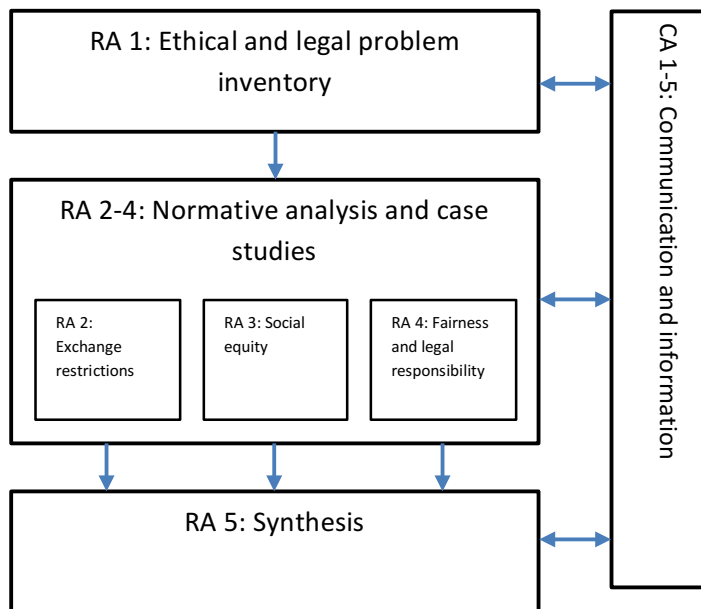 RA 1: Ethical and legal problem
inventory
RA 2-4: Normative analysis and case
studies
RA 2:
Exchange
restrictions
RA 3: Social
equity
RA 4: Fairness
and legal
responsibility
RA 5: Synthesis
CA 1-5: Communication and information